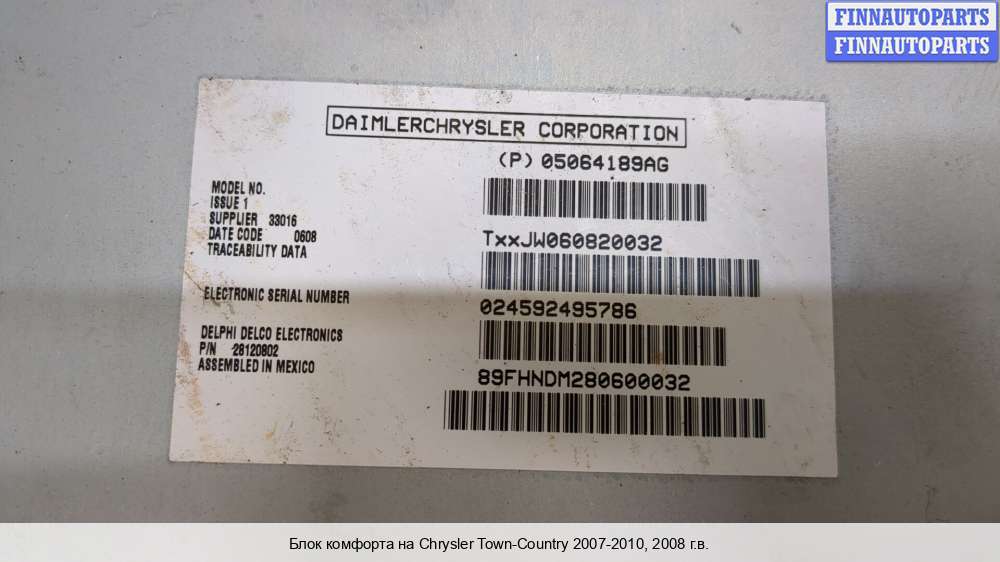 FINNAUTOPARTS
FINNAUTOPARTS
DAIMLERCHRYSLER CORPORATION
(P) 05064189AG
MODEL NO.
ISSUE 1
SUPPLIER 33016
DATE CODE 0608
TRACEABILITY DATA
TxxJW060820032
ELECTRONIC SERIAL NUMBER
024592495786
DELPHI DELCO ELECTRONICS
P/N 28120802
ASSEMBLED IN MEXICO
89FHNDM280600032
Блок комфорта на Chrysler Town-Country 2007-2010, 2008 г.в.